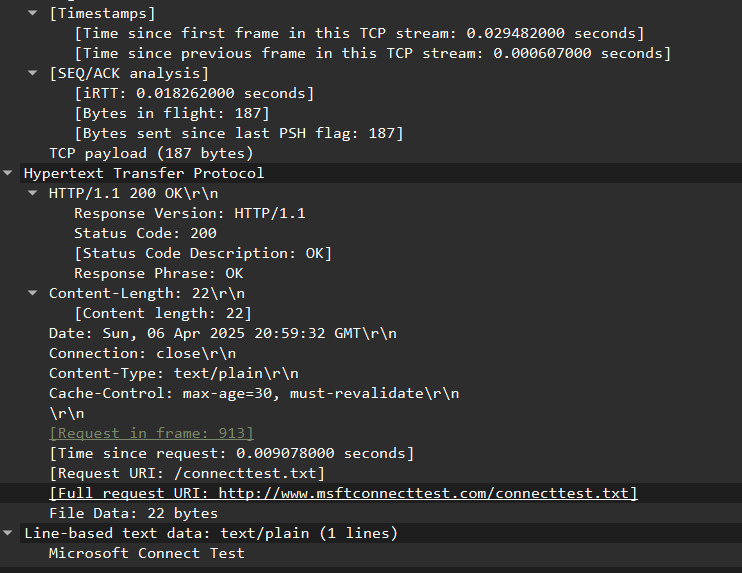 [Timestamps]
[Time since first frame in this TCP stream: 0.029482000 seconds]
[Time since previous frame in this TCP stream: 0.000607000 seconds]
[SEQ/ACK analysis]
[iRTT: 0.018262000 seconds]
[Bytes in flight: 187]
[Bytes sent since last PSH flag: 187]
TCP payload (187 bytes)
Hypertext Transfer Protocol
HTTP/1.1 200 OK\r\n
Response Version: HTTP/1.1
Status Code: 200
[Status Code Description: OK]
Response Phrase: OK
Content-Length: 22\r\n
[Content length: 22]
Date: Sun, 06 Apr 2025 20:59:32 GMT\r\n
Connection: close\r\n
Content-Type: text/plain\r\n
Cache-Control: max-age=30, must-revalidate\r\n
\r\n
[Request in frame: 913]
[Time since request: 0.009078000 seconds]
[Request URI: /connecttest.txt]
[Full request URI: http://www.msftconnecttest.com/connecttest.txt]
File Data: 22 bytes
Line-based text data: text/plain (1 lines)
Microsoft Connect Test